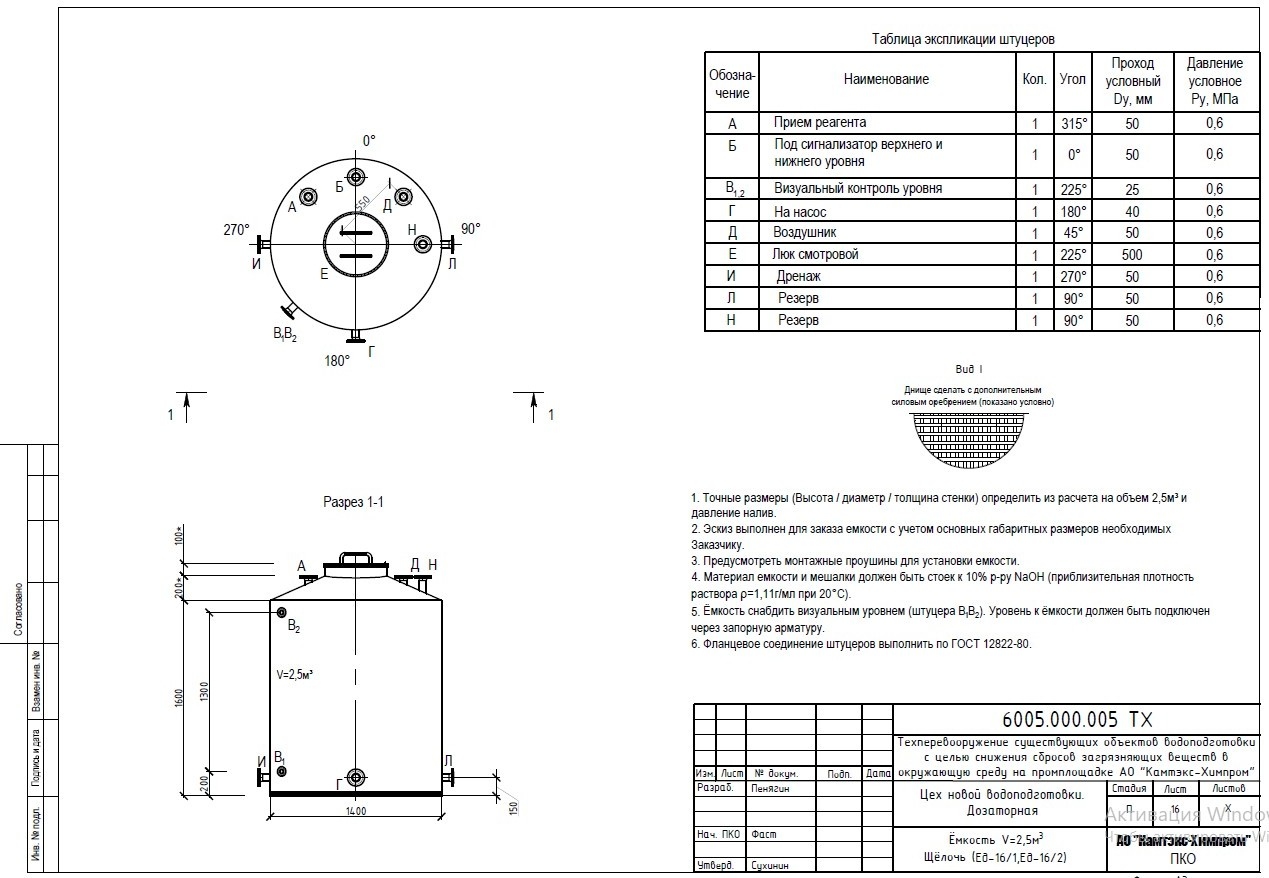 Таблица экспликации штуцеров
Обозна-
чение
Наименование
Кол.
Угол
Проход
условный
Dy, мм
Давление
условное
Ру, МПа
А Прием реагента 1 315° 50 0,6
Б Под сигнализатор верхнего и
нижнего уровня 1 0° 50 0,6
В1,2 Визуальный контроль уровня 1 225° 25 0,6
Г На насос 1 180° 40 0,6
Д Воздушник 1 45° 50 0,6
Е Люк смотровой 1 225° 500 0,6
И Дренаж 1 270° 50 0,6
Л Резерв 1 90° 50 0,6
Н Резерв 1 90° 50 0,6
0°
Б
I
А
550
Д
270°
Н
90°
I
И
Е
Л
В1В2
180°
Г
1
1
Вид I
Днище сделать с дополнительным
силовым оребрением (показано условно)
Разрез 1-1
100*
200*
А
Д
Н
В2
V=2,5м³
1600
1300
И
В1
Г
Л
200
150
1400
1. Точные размеры (Высота / диаметр / толщина стенки) определить из расчета на объем 2,5м³ и
давление налив.
2. Эскиз выполнен для заказа емкости с учетом основных габаритных размеров необходимых
Заказчику.
3. Предусмотреть монтажные проушины для установки емкости.
4. Материал емкости и мешалки должен быть стоек к 10% р-ру NaOH (приблизительная плотность
раствора ρ=1,11г/мл при 20°С).
5. Ёмкость снабдить визуальным уровнем (штуцера В1В2). Уровень к ёмкости должен быть подключен
через запорную арматуру.
6. Фланцевое соединение штуцеров выполнить по ГОСТ 12822-80.
Согласовано
Взамен инв. №
Подпись и дата
Инв. № подл.
6005.000.005 ТХ
Техперевооружение существующих объектов водоподготовки
с целью снижения сбросов загрязняющих веществ в
окружающую среду на промплощадке АО "Камтэкс-Химпром"
Изм. Лист № докум. Подп. Дата
Разраб. Пенягин
Нач. ПКО Фаст
Утверд. Сухинин
Цех новой водоподготовки.
Дозаторная
Стадия Лист Листов
П 16 X
Ёмкость V=2,5м³
Щёлочь (Ед-16/1,Ед-16/2)
АО "Камтэкс-Химпром"
ПКО
Активация Window